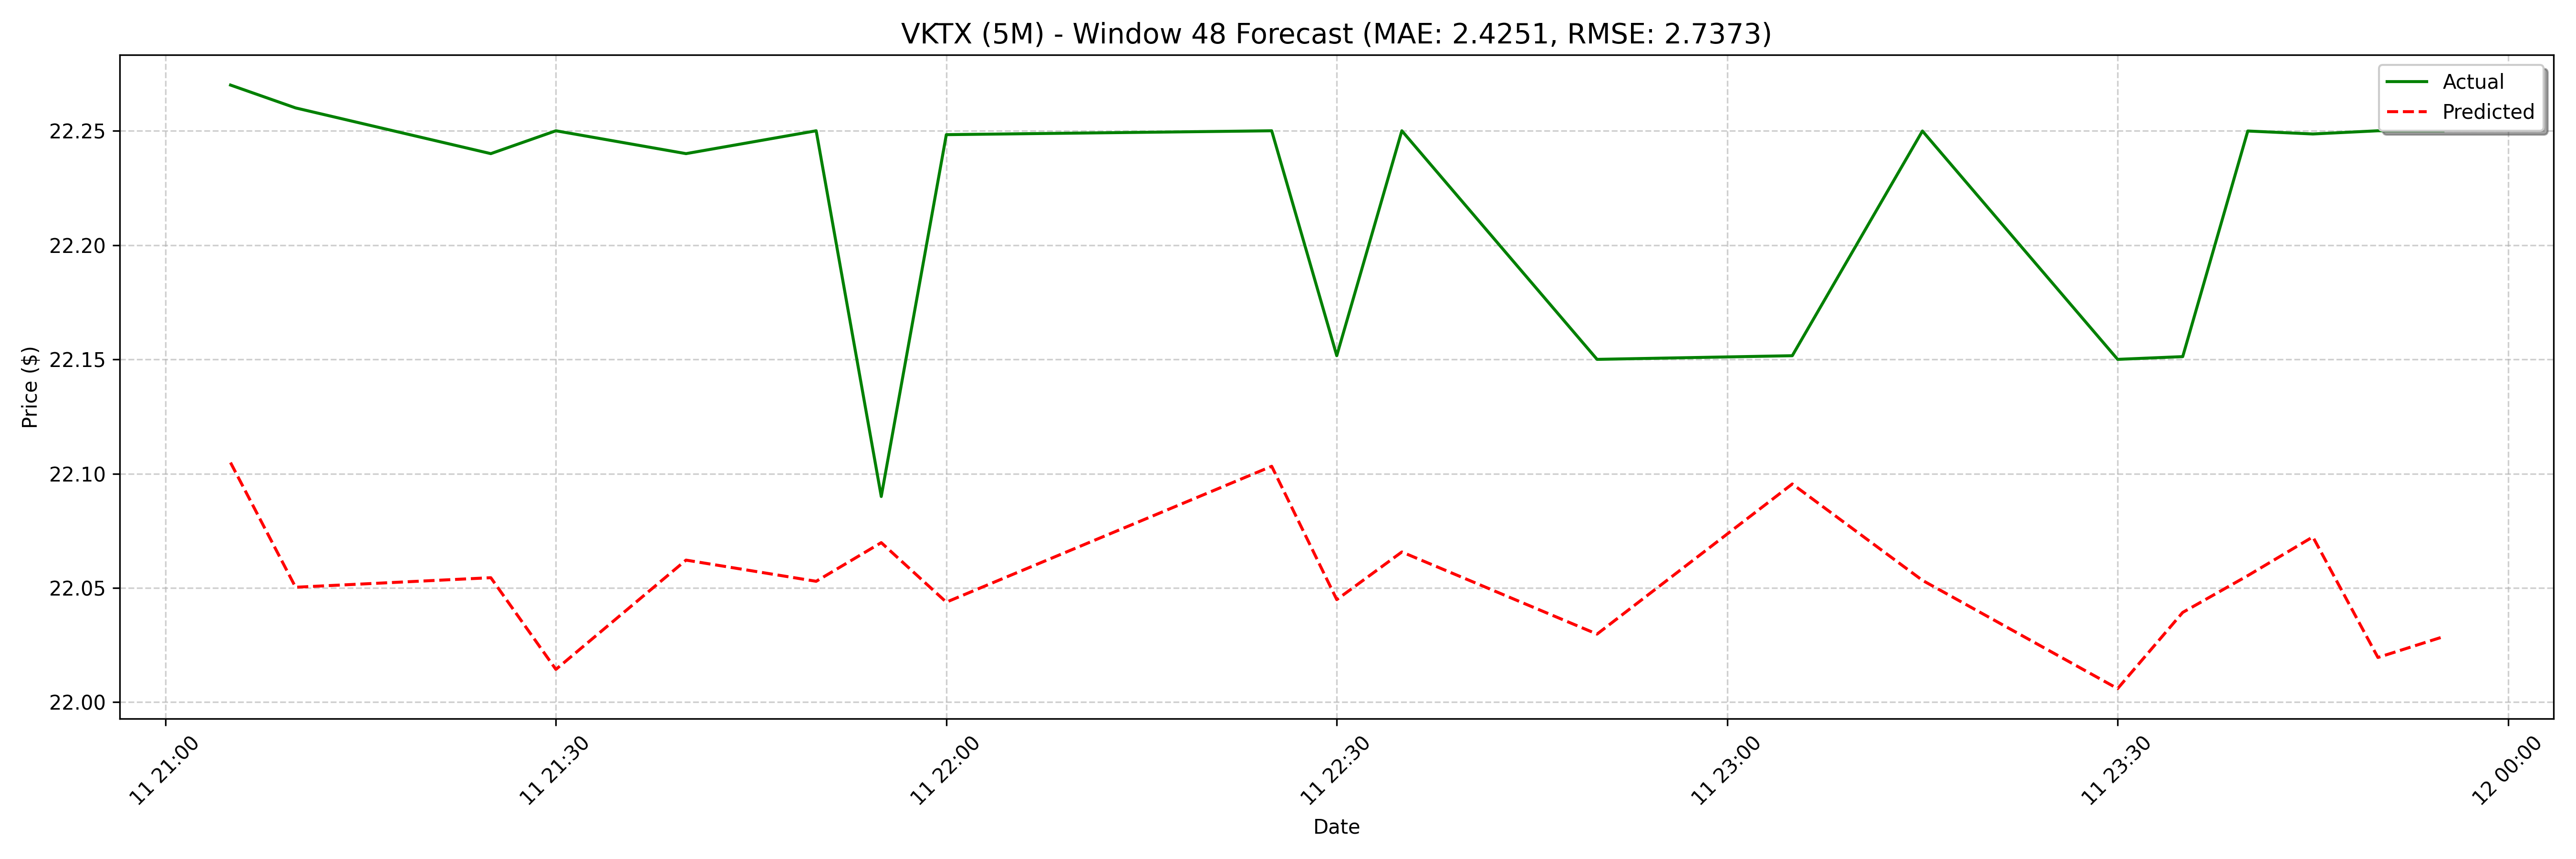 VKTX (5M) - Window 48 Forecast (MAE: 2.4251, RMSE: 2.7373)
Actual
Predicted
22.25
22.20
22.15
22.10
22.05
22.00
Price ($)
11 21:00
11 21:30
11 22:00
11 22:30
11 23:00
11 23:30
12 00:00
Date